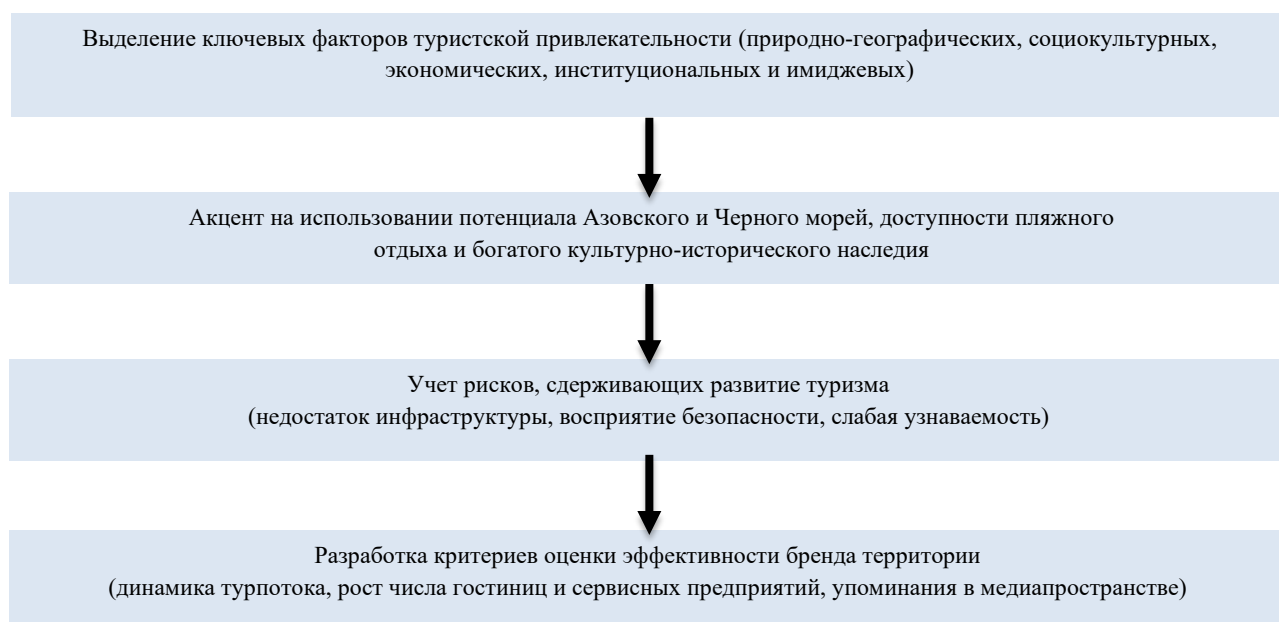 Выделение ключевых факторов туристской привлекательности (природно-географических, социокультурных,
экономических, институциональных и имиджевых)
Акцент на использовании потенциала Азовского и Черного морей, доступности пляжного
отдыха и богатого культурно-исторического наследия
Учет рисков, сдерживающих развитие туризма
(недостаток инфраструктуры, восприятие безопасности, слабая узнаваемость)
Разработка критериев оценки эффективности бренда территории
(динамика турпотока, рост числа гостиниц и сервисных предприятий, упоминания в медиапространстве)